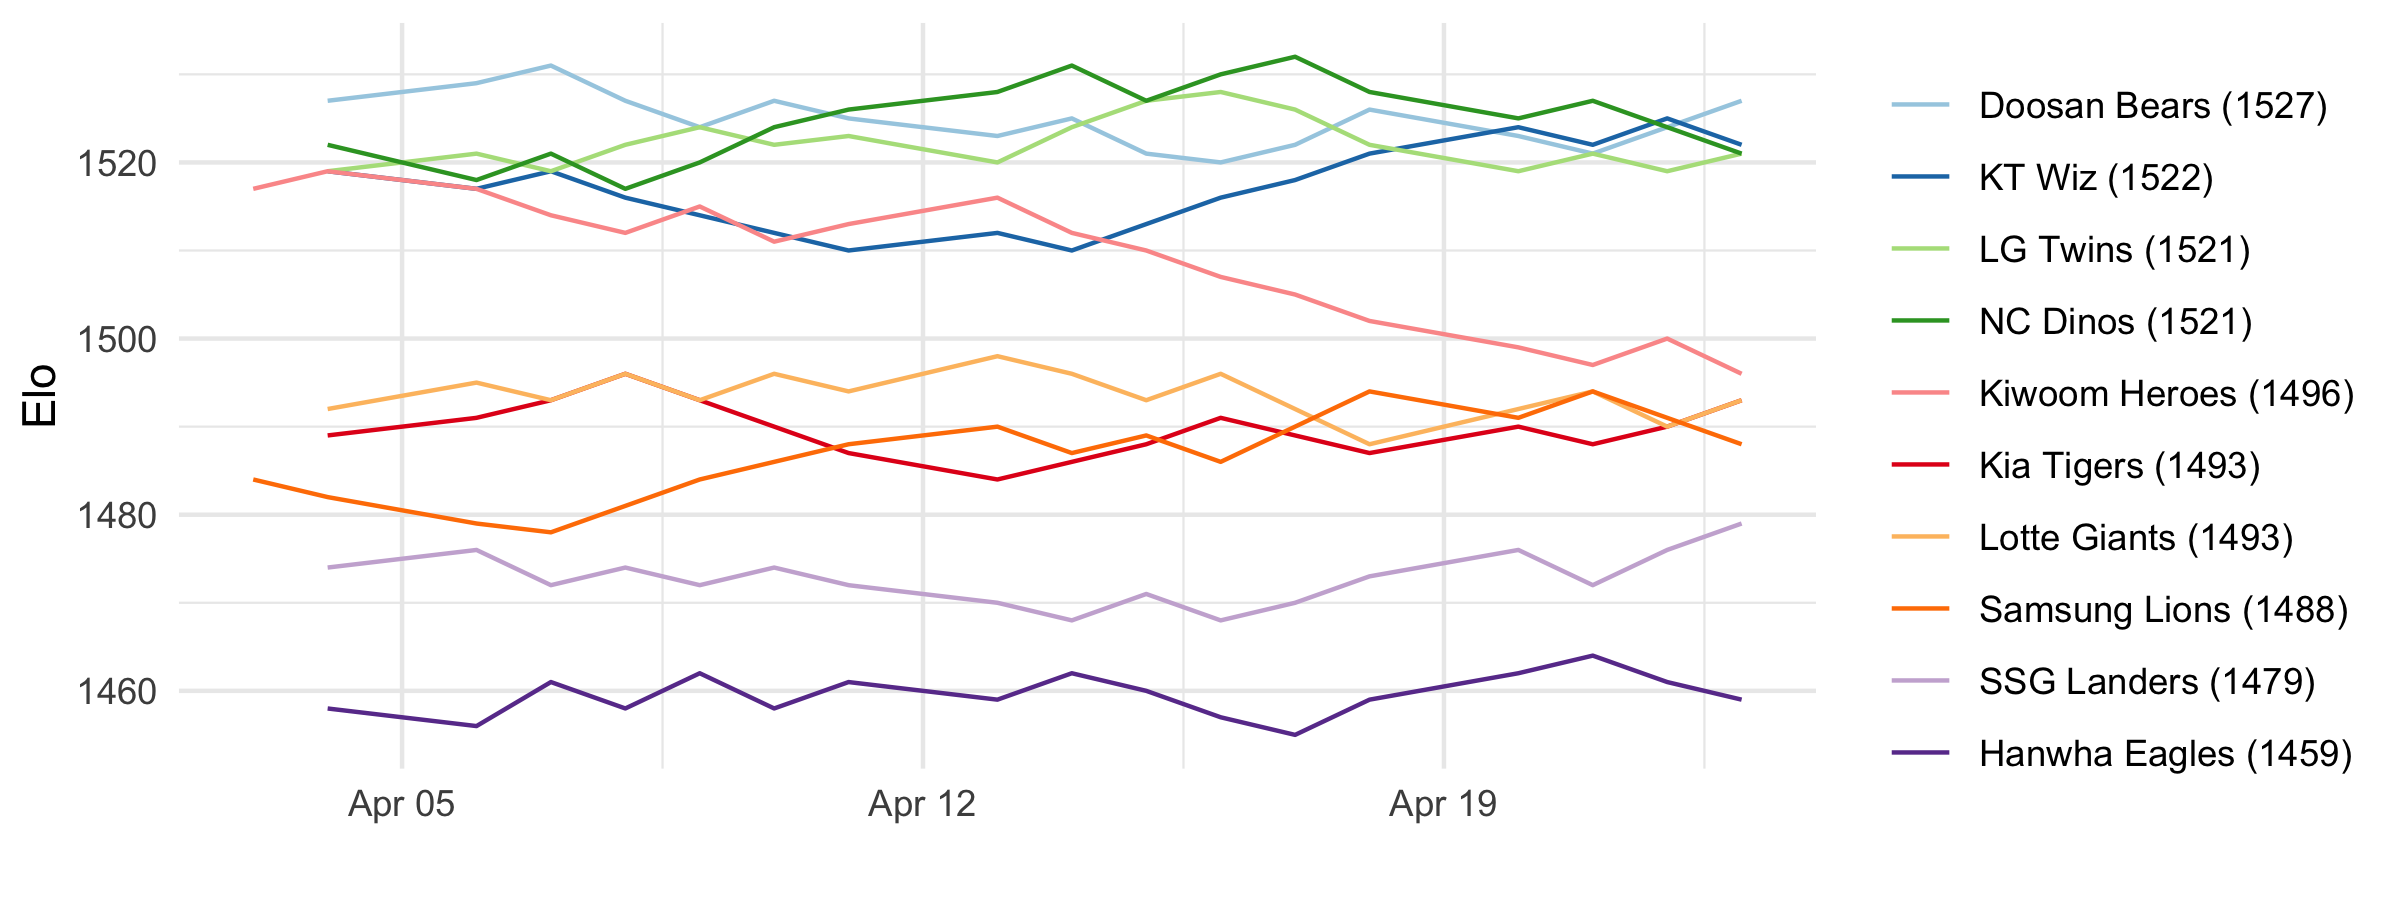 Elo
1520
1500
1480
1460
Apr 05
Apr 12
Apr 19
Doosan Bears (1527)
KT Wiz (1522)
LG Twins (1521)
NC Dinos (1521)
Kiwoom Heroes (1496)
Kia Tigers (1493)
Lotte Giants (1493)
Samsung Lions (1488)
SSG Landers (1479)
Hanwha Eagles (1459)